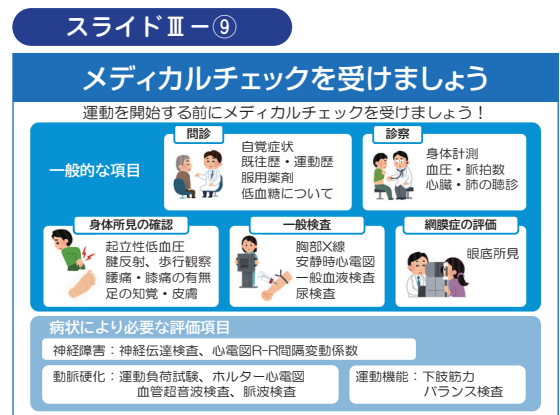 スライドⅢ－⑨
メディカルチェックを受けましょう
運動を開始する前にメディカルチェックを受けましょう！
一般的な項目
問診
自覚症状
既往歴・運動歴
服用薬剤
低血糖について
診察
身体計測
血圧・脈拍数
心臓・肺の聴診
身体所見の確認
起立性低血圧
腱反射、歩行観察
腰痛・膝痛の有無
足の知覚・皮膚
一般検査
胸部X線
安静時心電図
一般血液検査
尿検査
網膜症の評価
眼底所見
病状により必要な評価項目
神経障害：神経伝達検査、心電図R-R間隔変動係数
動脈硬化：運動負荷試験、ホルター心電図
血管超音波検査、脈波検査
運動機能：下肢筋力
バランス検査